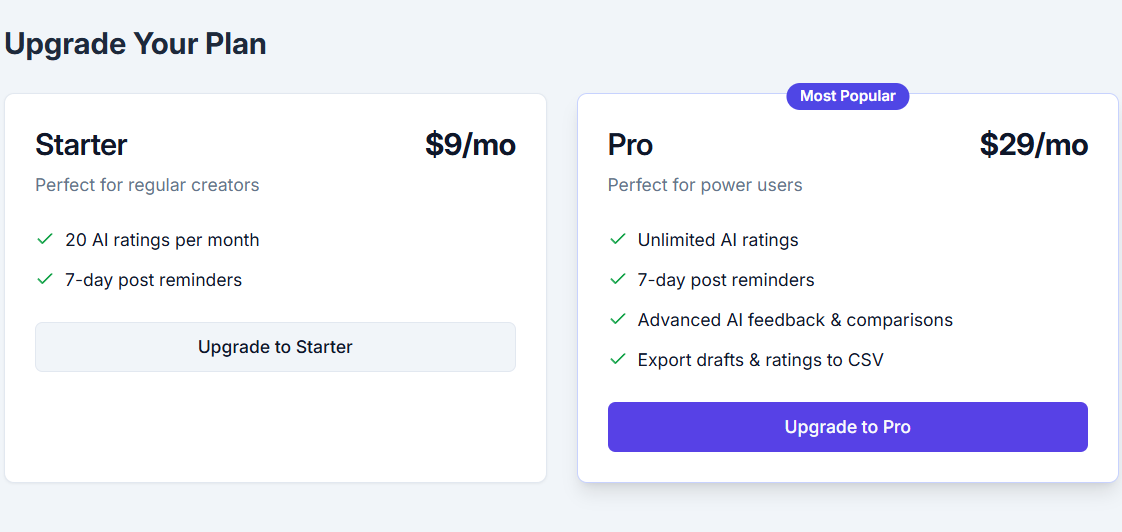 Upgrade Your Plan
Starter
$9/mo
Perfect for regular creators
20 AI ratings per month
7-day post reminders
Upgrade to Starter
Most Popular
Pro
$29/mo
Perfect for power users
Unlimited AI ratings
7-day post reminders
Advanced AI feedback & comparisons
Export drafts & ratings to CSV
Upgrade to Pro